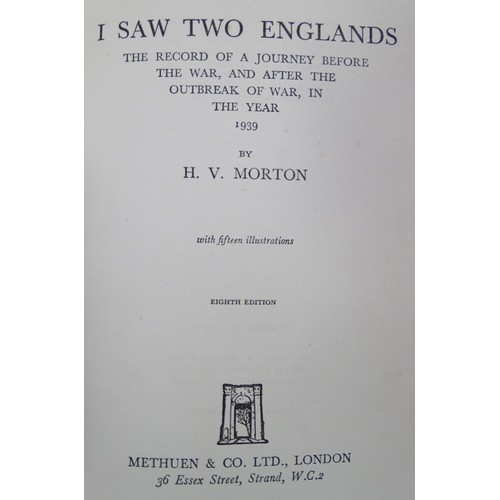 I SAW TWO ENGLANDS
THE RECORD OF A JOURNEY BEFORE
THE WAR, AND AFTER THE
OUTBREAK OF WAR, IN
THE YEAR
1939
BY
H. V. MORTON
with fifteen illustrations
EIGHTH EDITION
METHUEN & CO. LTD., LONDON
36 Essex Street, Strand, W.C.2